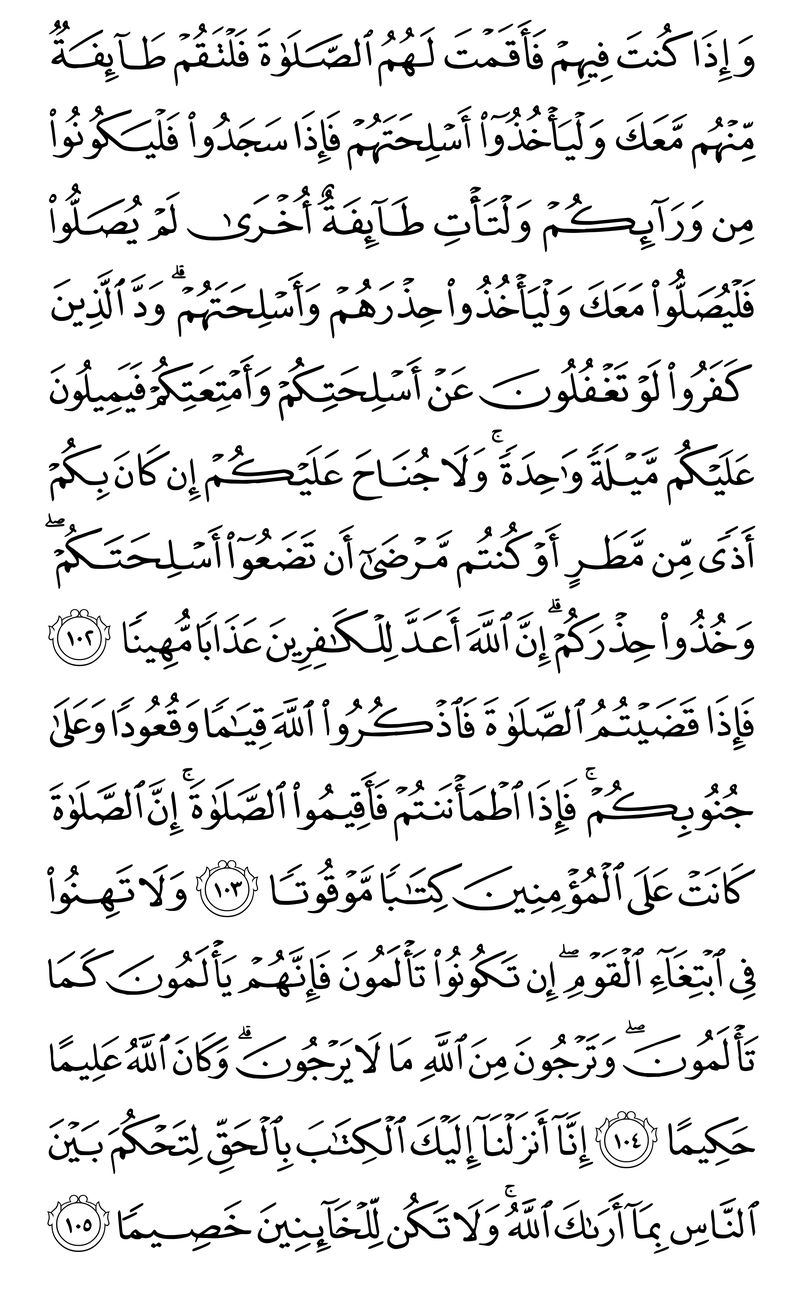 وَإِذَا كُنتَ فِيهِمۡ فَأَقَمۡتَ لَهُمُ ٱلصَّلَوٰةَ فَلۡتَقُمۡ طَآئِفَةٞ
مِّنۡهُم مَّعَكَ وَلۡيَأۡخُذُوٓاْ أَسۡلِحَتَهُمۡۖ فَإِذَا سَجَدُواْ فَلۡيَكُونُواْ
مِن وَرَآئِكُمۡ وَلۡتَأۡتِ طَآئِفَةٌ أُخۡرَىٰ لَمۡ يُصَلُّواْ
فَلۡيُصَلُّواْ مَعَكَ وَلۡيَأۡخُذُواْ حِذۡرَهُمۡ وَأَسۡلِحَتَهُمۡۗ وَدَّ ٱلَّذِينَ
كَفَرُواْ لَوۡ تَغۡفُلُونَ عَنۡ أَسۡلِحَتِكُمۡ وَأَمۡتِعَتِكُمۡ فَيَمِيلُونَ
عَلَيۡكُم مَّيۡلَةٗ وَٰحِدَةٗۚ وَلَا جُنَاحَ عَلَيۡكُمۡ إِن كَانَ بِكُمۡ
أَذٗى مِّن مَّطَرٍ أَوۡ كُنتُم مَّرۡضَىٰٓ أَن تَضَعُوٓاْ أَسۡلِحَتَكُمۡۖ
وَخُذُواْ حِذۡرَكُمۡۗ إِنَّ ٱللَّهَ أَعَدَّ لِلۡكَٰفِرِينَ عَذَابٗا مُّهِينٗا ١٠٢
فَإِذَا قَضَيۡتُمُ ٱلصَّلَوٰةَ فَٱذۡكُرُواْ ٱللَّهَ قِيَٰمٗا وَقُعُودٗا وَعَلَىٰ
جُنُوبِكُمۡۚ فَإِذَا ٱطۡمَأۡنَنتُمۡ فَأَقِيمُواْ ٱلصَّلَوٰةَۚ إِنَّ ٱلصَّلَوٰةَ
كَانَتۡ عَلَى ٱلۡمُؤۡمِنِينَ كِتَٰبٗا مَّوۡقُوتٗا ١٠٣ وَلَا تَهِنُواْ
فِي ٱبۡتِغَآءِ ٱلۡقَوۡمِۖ إِن تَكُونُواْ تَأۡلَمُونَ فَإِنَّهُمۡ يَأۡلَمُونَ كَمَا
تَأۡلَمُونَۖ وَتَرۡجُونَ مِنَ ٱللَّهِ مَا لَا يَرۡجُونَۗ وَكَانَ ٱللَّهُ عَلِيمًا
حَكِيمًا ١٠٤ إِنَّآ أَنزَلۡنَآ إِلَيۡكَ ٱلۡكِتَٰبَ بِٱلۡحَقِّ لِتَحۡكُمَ بَيۡنَ
ٱلنَّاسِ بِمَآ أَرَىٰكَ ٱللَّهُۚ وَلَا تَكُن لِّلۡخَآئِنِينَ خَصِيمٗا ١٠٥